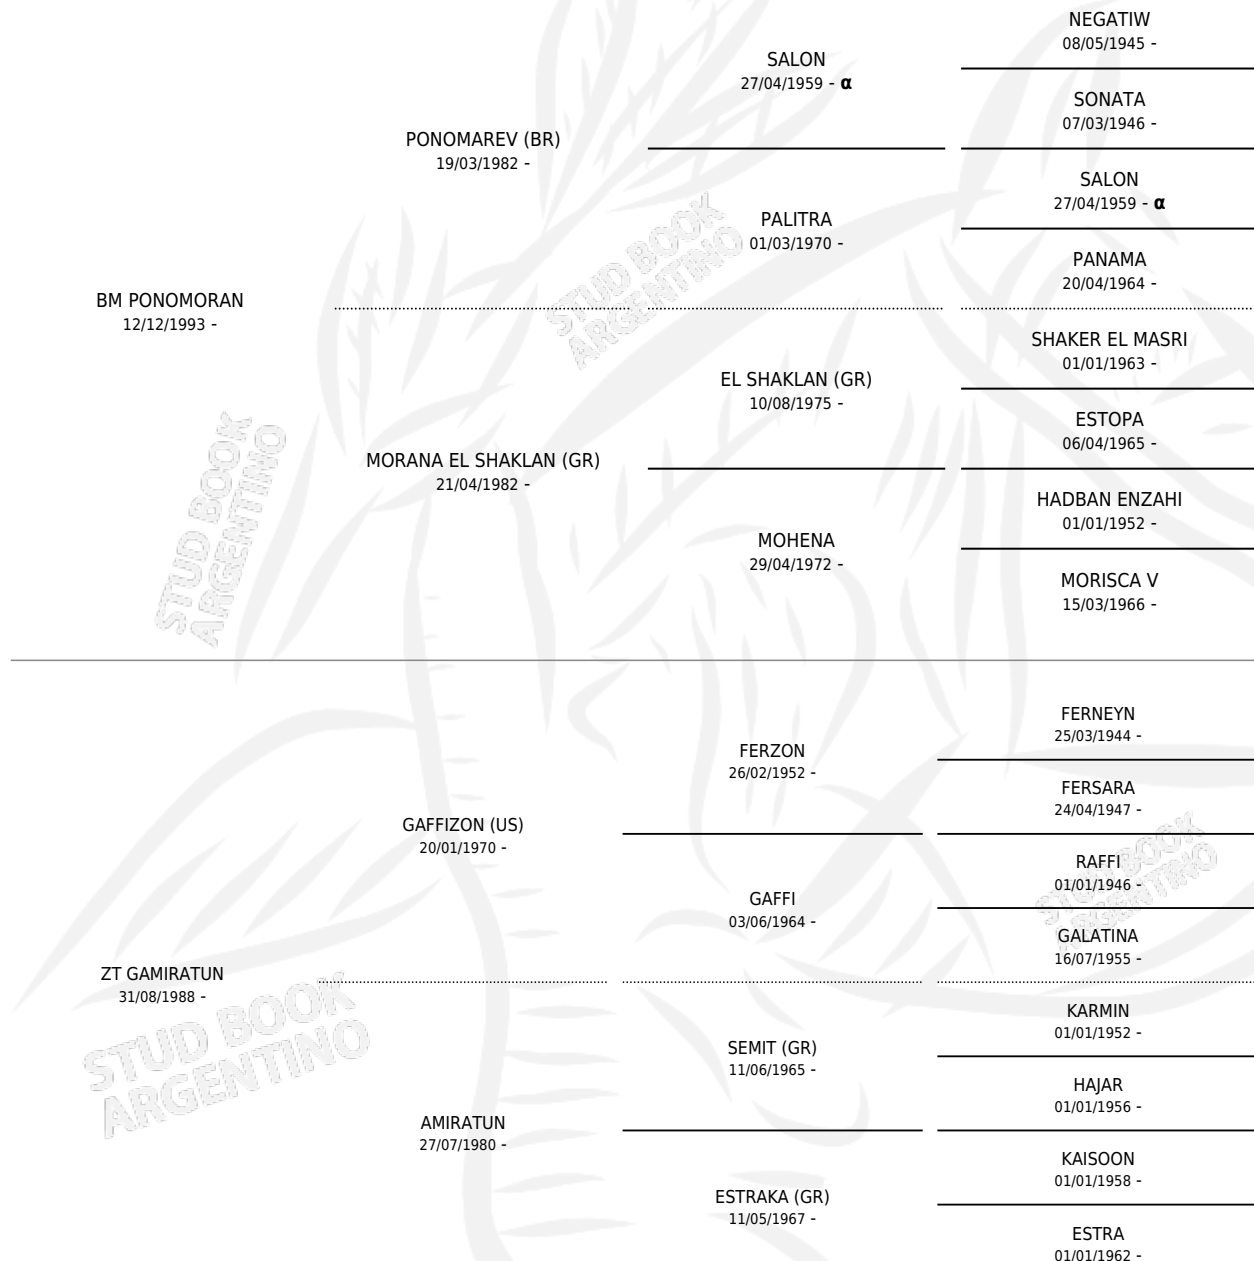 NEGATIW
08/05/1945 -
SALON
27/04/1959 - α
SONATA
07/03/1946 -
PONOMAREV (BR)
19/03/1982 -
SALON
27/04/1959 - α
PALITRA
01/03/1970 -
PANAMA
20/04/1964 -
BM PONOMORAN
12/12/1993 -
SHAKER EL MASRI
01/01/1963 -
EL SHAKLAN (GR)
10/08/1975 -
ESTOPA
06/04/1965 -
MORANA EL SHAKLAN (GR)
21/04/1982 -
HADBAN ENZAHI
01/01/1952 -
MOHENA
29/04/1972 -
MORISCA V
15/03/1966 -
FERNEYN
25/03/1944 -
FERZON
26/02/1952 -
FERSARA
24/04/1947 -
GAFFIZON (US)
20/01/1970 -
RAFFI
01/01/1946 -
GAFFI
03/06/1964 -
GALATINA
16/07/1955 -
ZT GAMIRATUN
31/08/1988 -
KARMIN
01/01/1952 -
SEMIT (GR)
11/06/1965 -
HAJAR
01/01/1956 -
AMIRATUN
27/07/1980 -
KAISOON
01/01/1958 -
ESTRAKA (GR)
11/05/1967 -
ESTRA
01/01/1962 -
STUD BOOK
ARGENTINO
STUD BOOK
ARGENTINO
STUD BOOK
ARGENTINO
STUD BOOK
ARGENTINO